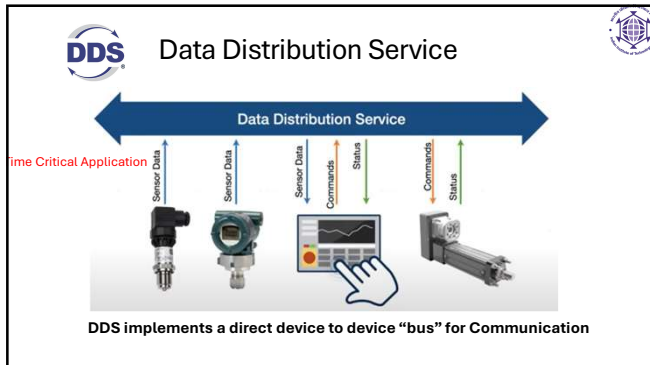 DDS
Data Distribution Service
Data Distribution Service
ime Critical Application
Sensor Data
Sensor Data
Sensor Data
Commands
Status
Commands
Status
DDS implements a direct device to device “bus” for Communication